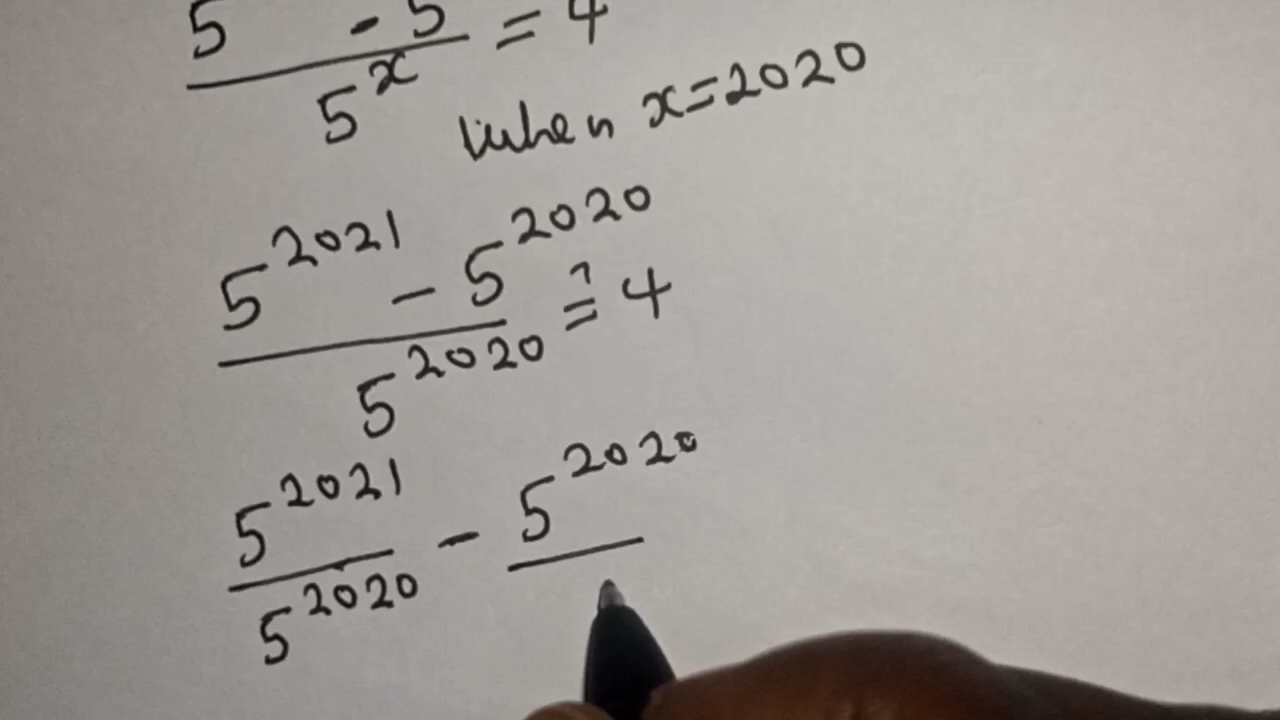 5 - 5 = 4
5^x
When x=2020
5^2021 - 5^2020 ?= 4
5^2020
5^2021 - 5^2020
5^2020